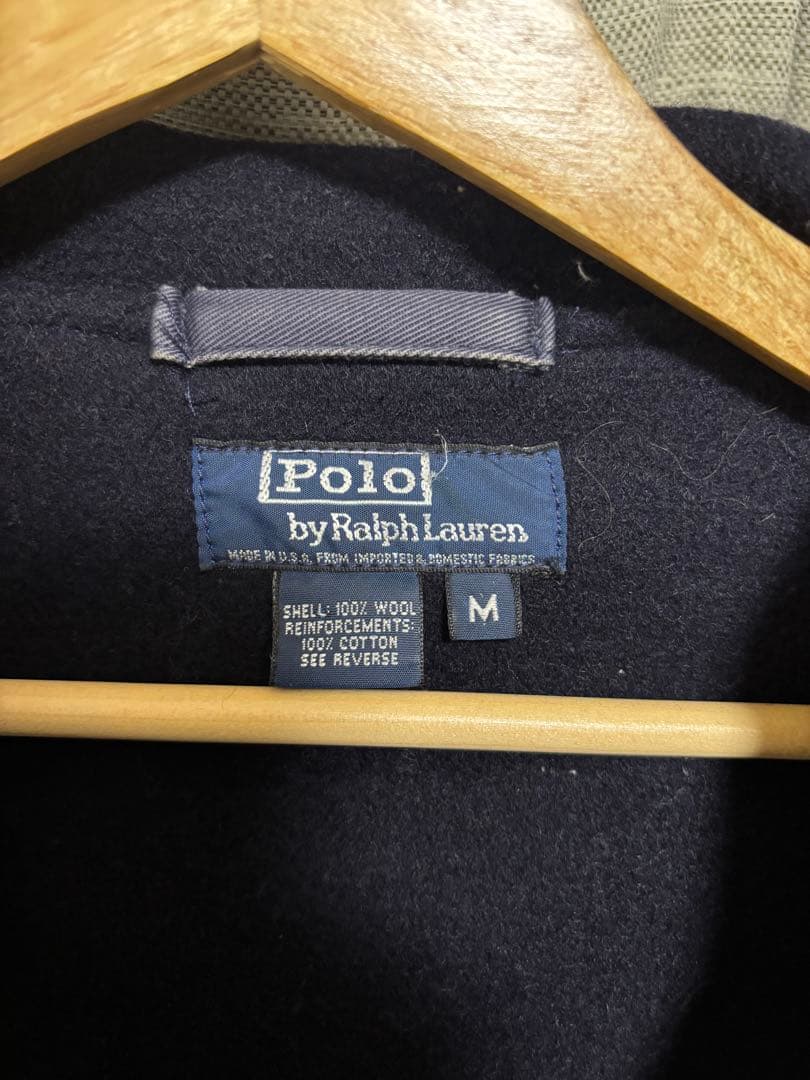 Polo
by Ralph Lauren
MADE IN U.S.A. FROM IMPORTED & DOMESTIC FABRICS
SHELL: 100% WOOL
REINFORCEMENTS:
100% COTTON
SEE REVERSE
M